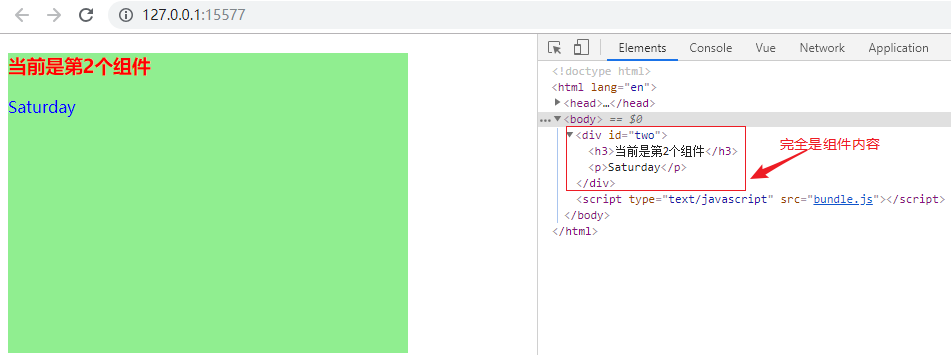 127.0.0.1:15577
当前是第2个组件
Saturday
Elements Console Vue Network Application
<!doctype html>
<html lang="en">
<head>…</head>
<body> == $0
<div id="two">
<h3>当前是第2个组件</h3>
<p>Saturday</p>
</div>
完全是组件内容
<script type="text/javascript" src="bundle.js"></script>
</body>
</html>